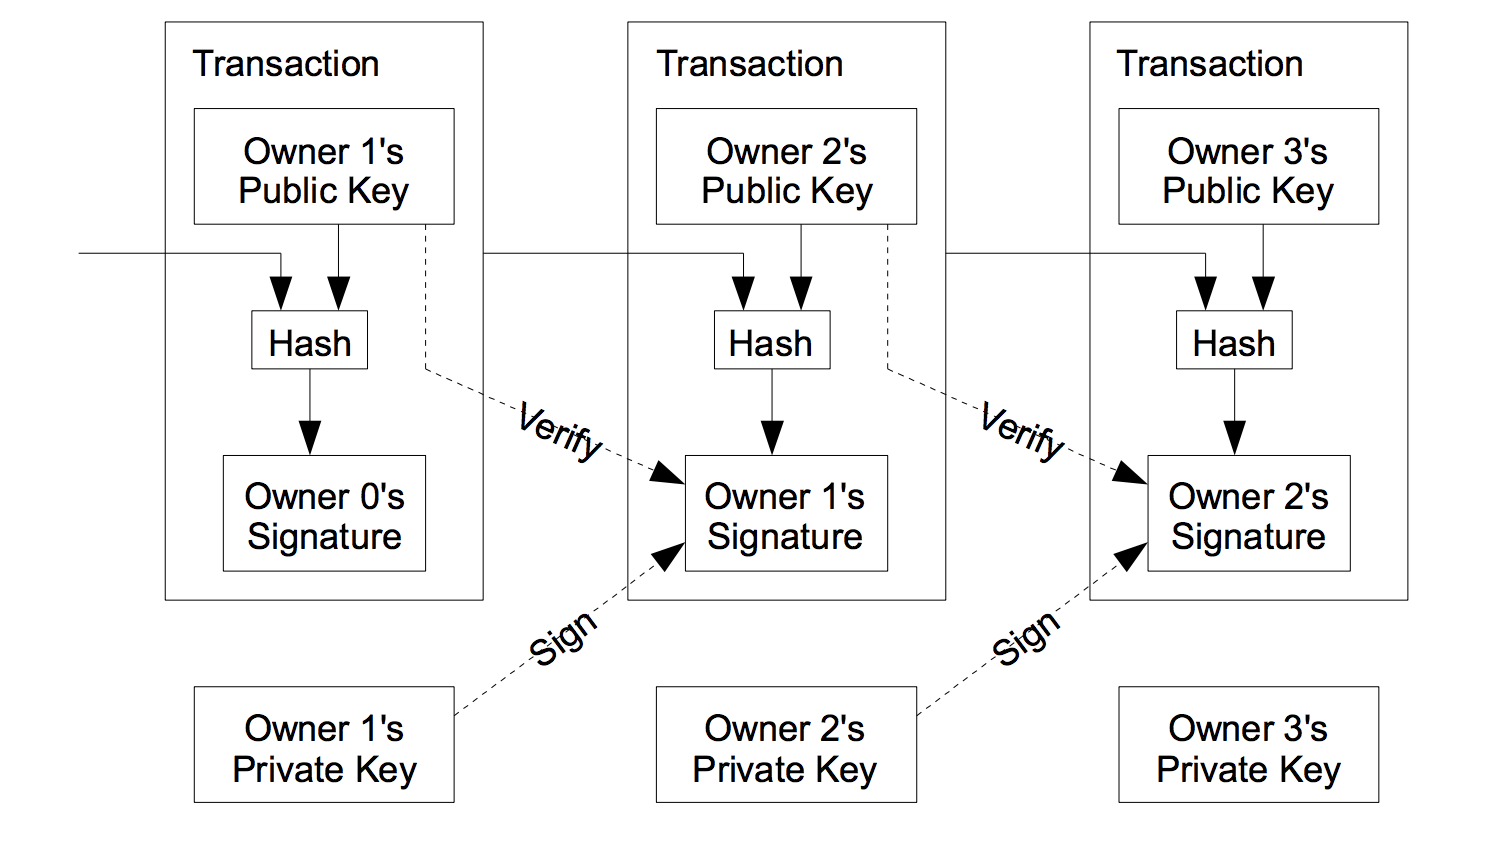 Transaction
Owner 1's
Public Key
Hash
Owner 0's
Signature
Transaction
Owner 2's
Public Key
Hash
Verify
Owner 1's
Signature
Transaction
Owner 3's
Public Key
Hash
Verify
Owner 2's
Signature
Sign
Sign
Owner 1's
Private Key
Owner 2's
Private Key
Owner 3's
Private Key